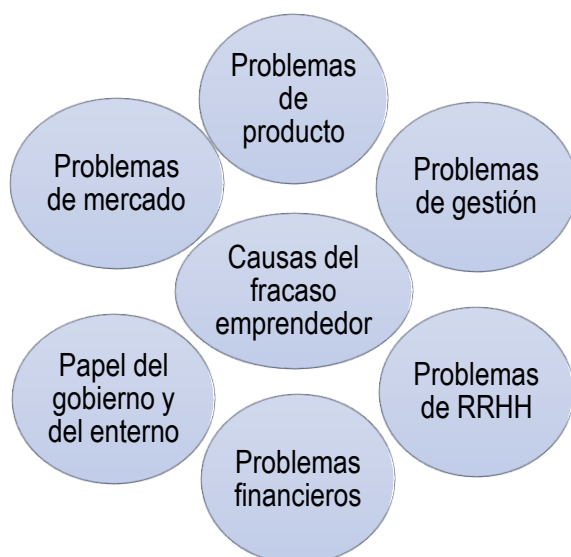 Problemas
de
producto
Problemas
de mercado
Problemas
de gestión
Causas del
fracaso
emprendedor
Papel del
gobierno y
del enterno
Problemas
de RRHH
Problemas
financieros